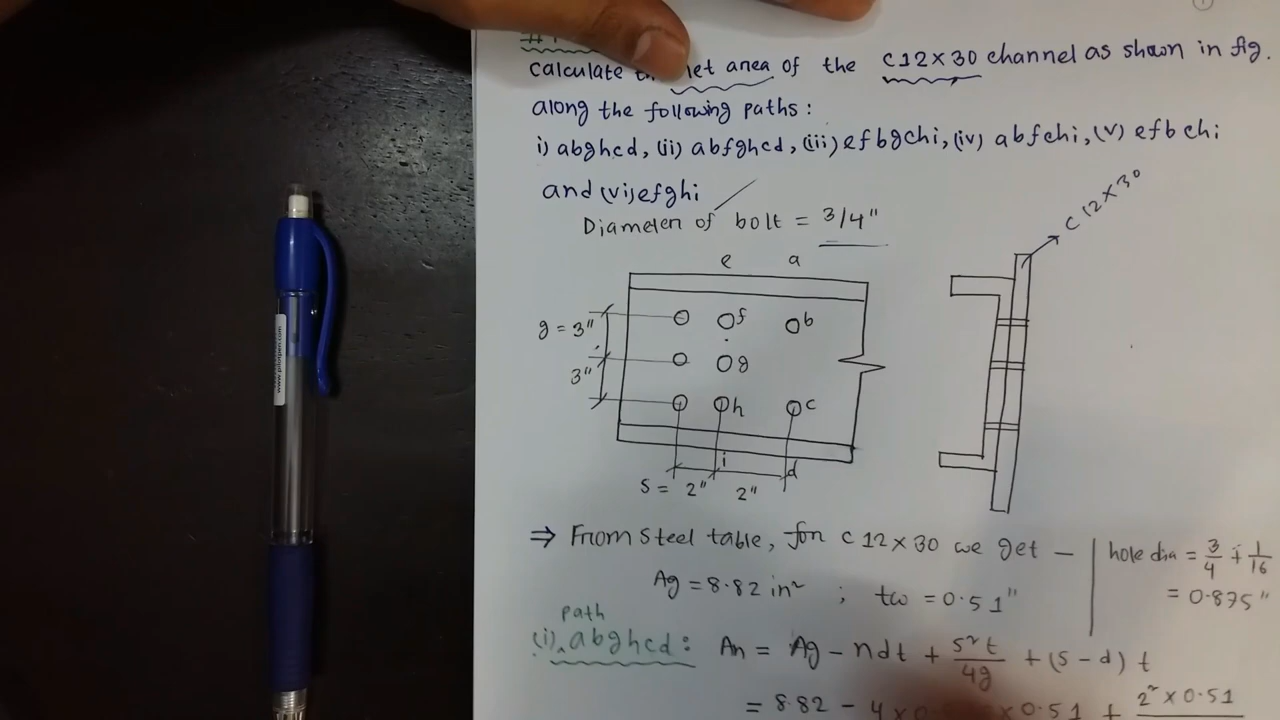 calculate net area of the C12×30 channel as shown in fig.
along the following paths:
i) abghcd, (ii) abfghcd, (iii) efbgchi, (iv) abfchi, (v) efbchi
and (vi) efghi
Diameter of bolt = 3/4"
C12×30
e a
g = 3" f b
3" g
h c
i d
S = 2" 2"
⇒ From steel table, for C12×30 we get — hole dia = 3/4 + 1/16
Ag = 8.82 in² ; tw = 0.51" = 0.875"
path
(i) abghcd: An = Ag - ndt + s²t/4g + (s-d) t
= 8.82 - 4× ×0.51 + 2²×0.51